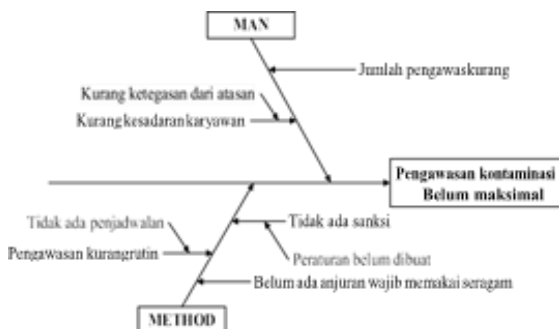 MAN
Jumlah pengawaskurang
Kurang ketegasan dari atasan
Kurang kesadaran karyawan
Pengawasan kontaminasi
Belum maksimal
Tidak ada penjadwalan
Tidak ada sanksi
Pengawasan kurangrutin
Peraturan belum dibuat
Belum ada anjuran wajib memakai seragam
METHOD